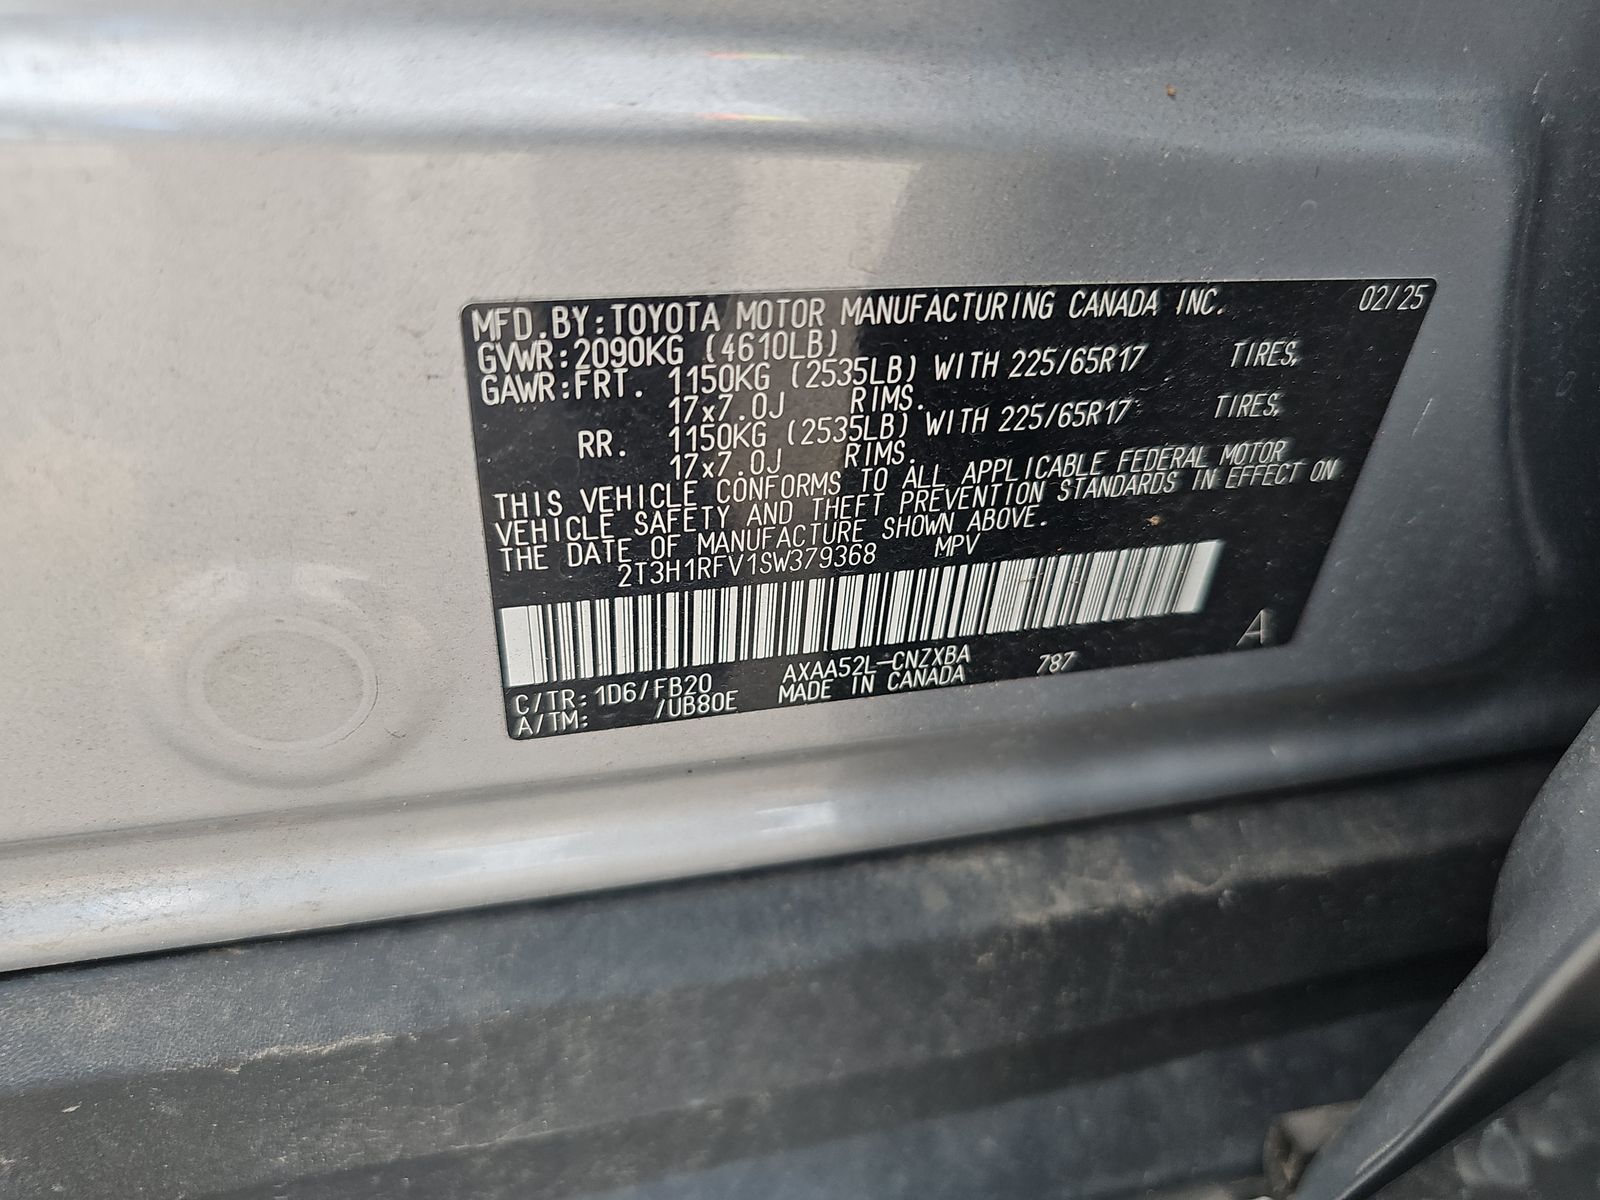 MFD.BY:TOYOTA MOTOR MANUFACTURING CANADA INC. 02/25
GVWR:2090KG (4610LB)
GAWR:FRT. 1150KG (2535LB) WITH 225/65R17 TIRES,
17x7.0J RIMS.
RR. 1150KG (2535LB) WITH 225/65R17 TIRES,
17x7.0J RIMS.
THIS VEHICLE CONFORMS TO ALL APPLICABLE FEDERAL MOTOR
VEHICLE SAFETY AND THEFT PREVENTION STANDARDS IN EFFECT ON
THE DATE OF MANUFACTURE SHOWN ABOVE.
2T3H1RFV1SW379368 MPV
A
C/TR:1D6/FB20 AXAA52L-CNZXBA 787
A/TM: /UB80E MADE IN CANADA